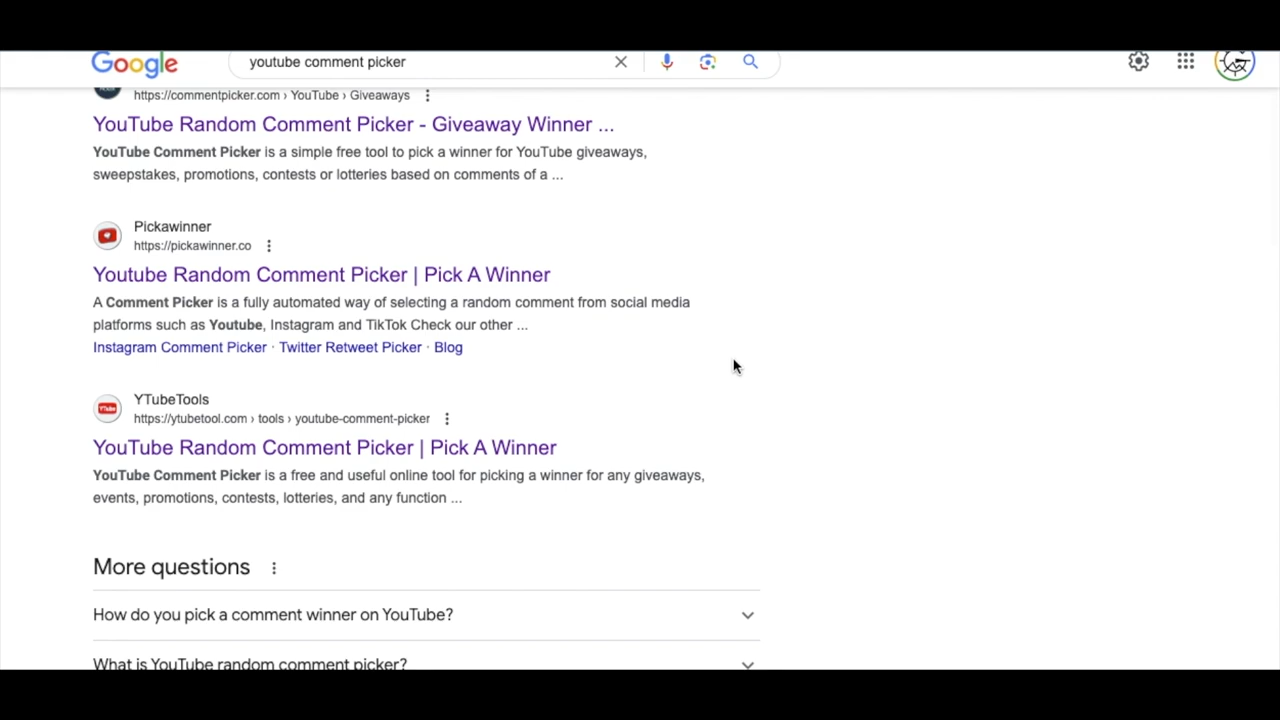 Google
youtube comment picker
https://commentpicker.com › YouTube › Giveaways
YouTube Random Comment Picker - Giveaway Winner ...
YouTube Comment Picker is a simple free tool to pick a winner for YouTube giveaways,
sweepstakes, promotions, contests or lotteries based on comments of a ...
Pickawinner
https://pickawinner.co
Youtube Random Comment Picker | Pick A Winner
A Comment Picker is a fully automated way of selecting a random comment from social media
platforms such as Youtube, Instagram and TikTok Check our other ...
Instagram Comment Picker · Twitter Retweet Picker · Blog
YTubeTools
https://ytubetool.com › tools › youtube-comment-picker
YouTube Random Comment Picker | Pick A Winner
YouTube Comment Picker is a free and useful online tool for picking a winner for any giveaways,
events, promotions, contests, lotteries, and any function ...
More questions
How do you pick a comment winner on YouTube?
What is YouTube random comment picker?